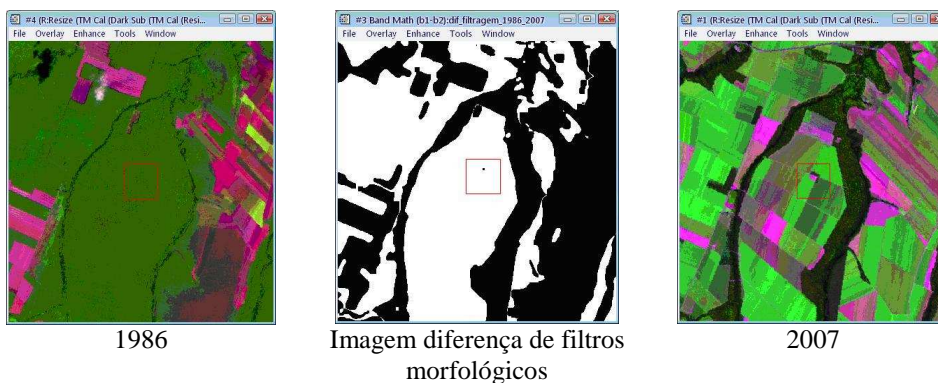 #4 (R:Resize (TM Cal (Dark Sub (TM Cal (Resi...
File Overlay Enhance Tools Window
#3 Band Math (b1-b2):dif_filtragem_1986_2007
File Overlay Enhance Tools Window
#1 (R:Resize (TM Cal (Dark Sub (TM Cal (Resi...
File Overlay Enhance Tools Window
1986
Imagem diferença de filtros
morfológicos
2007